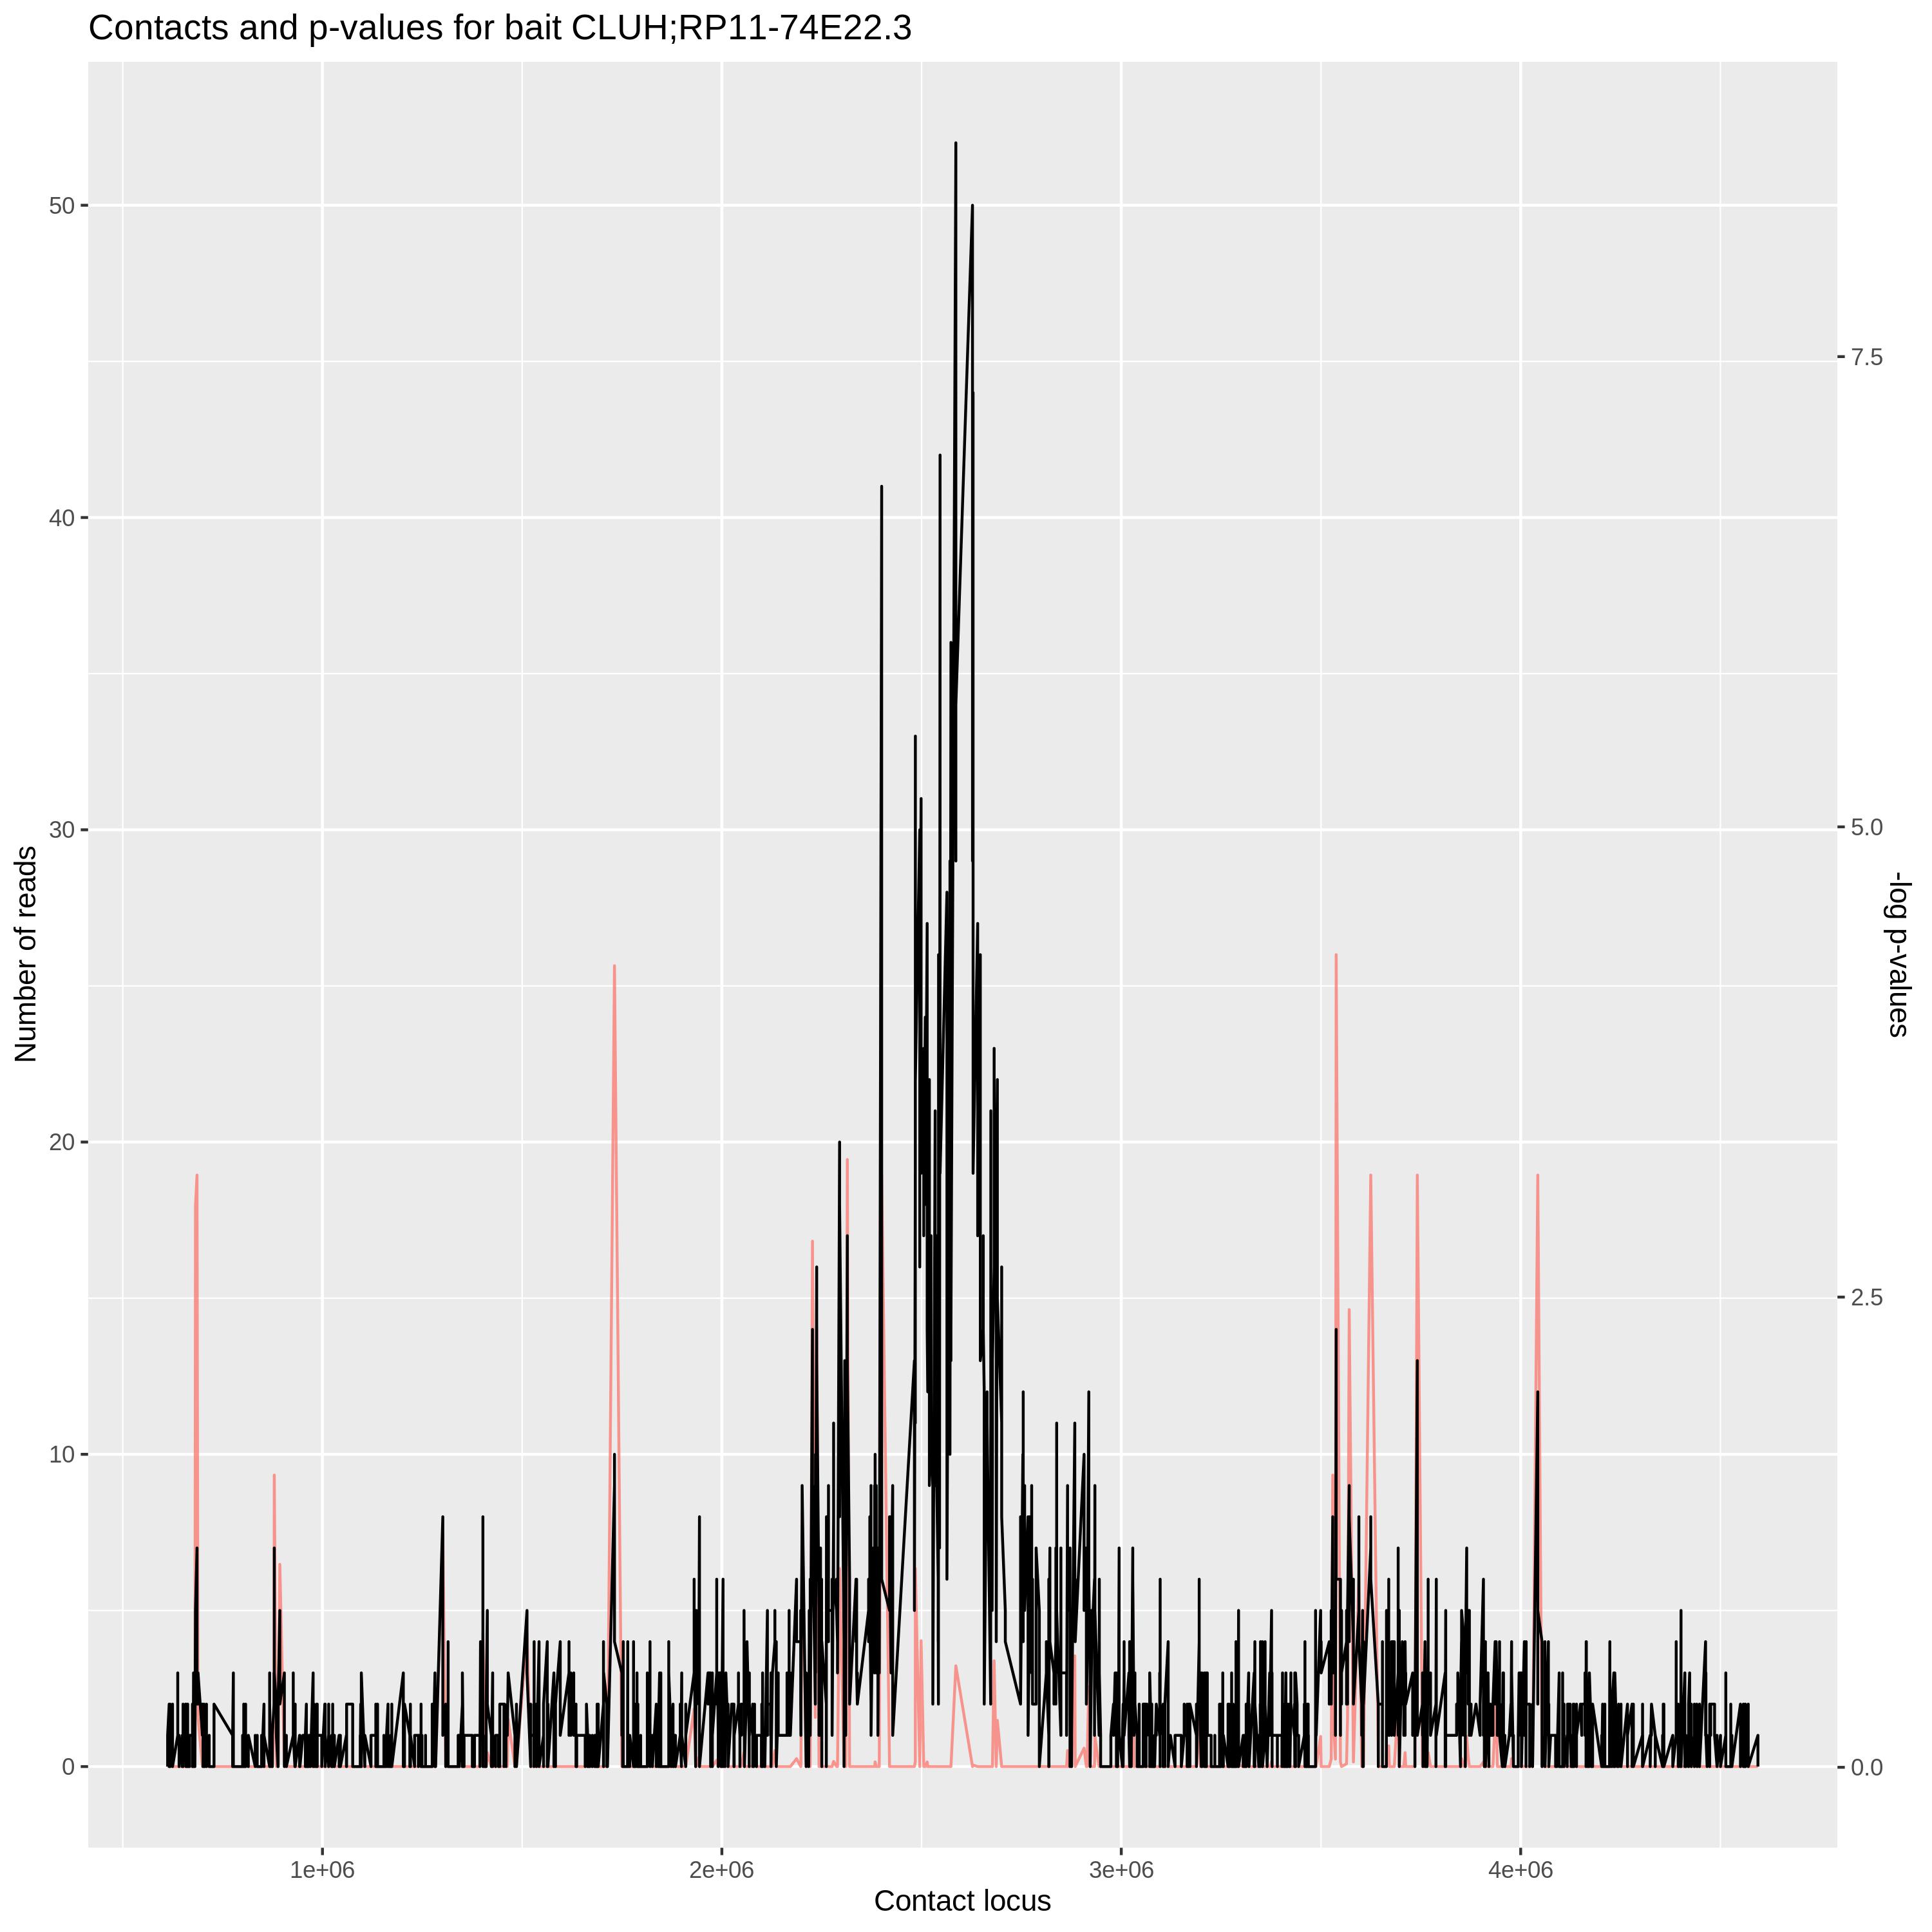 Contacts and p-values for bait CLUH;RP11-74E22.3
50
40
30
20
10
0
Number of reads
7.5
5.0
2.5
0.0
-log p-values
1e+06
2e+06
3e+06
4e+06
Contact locus